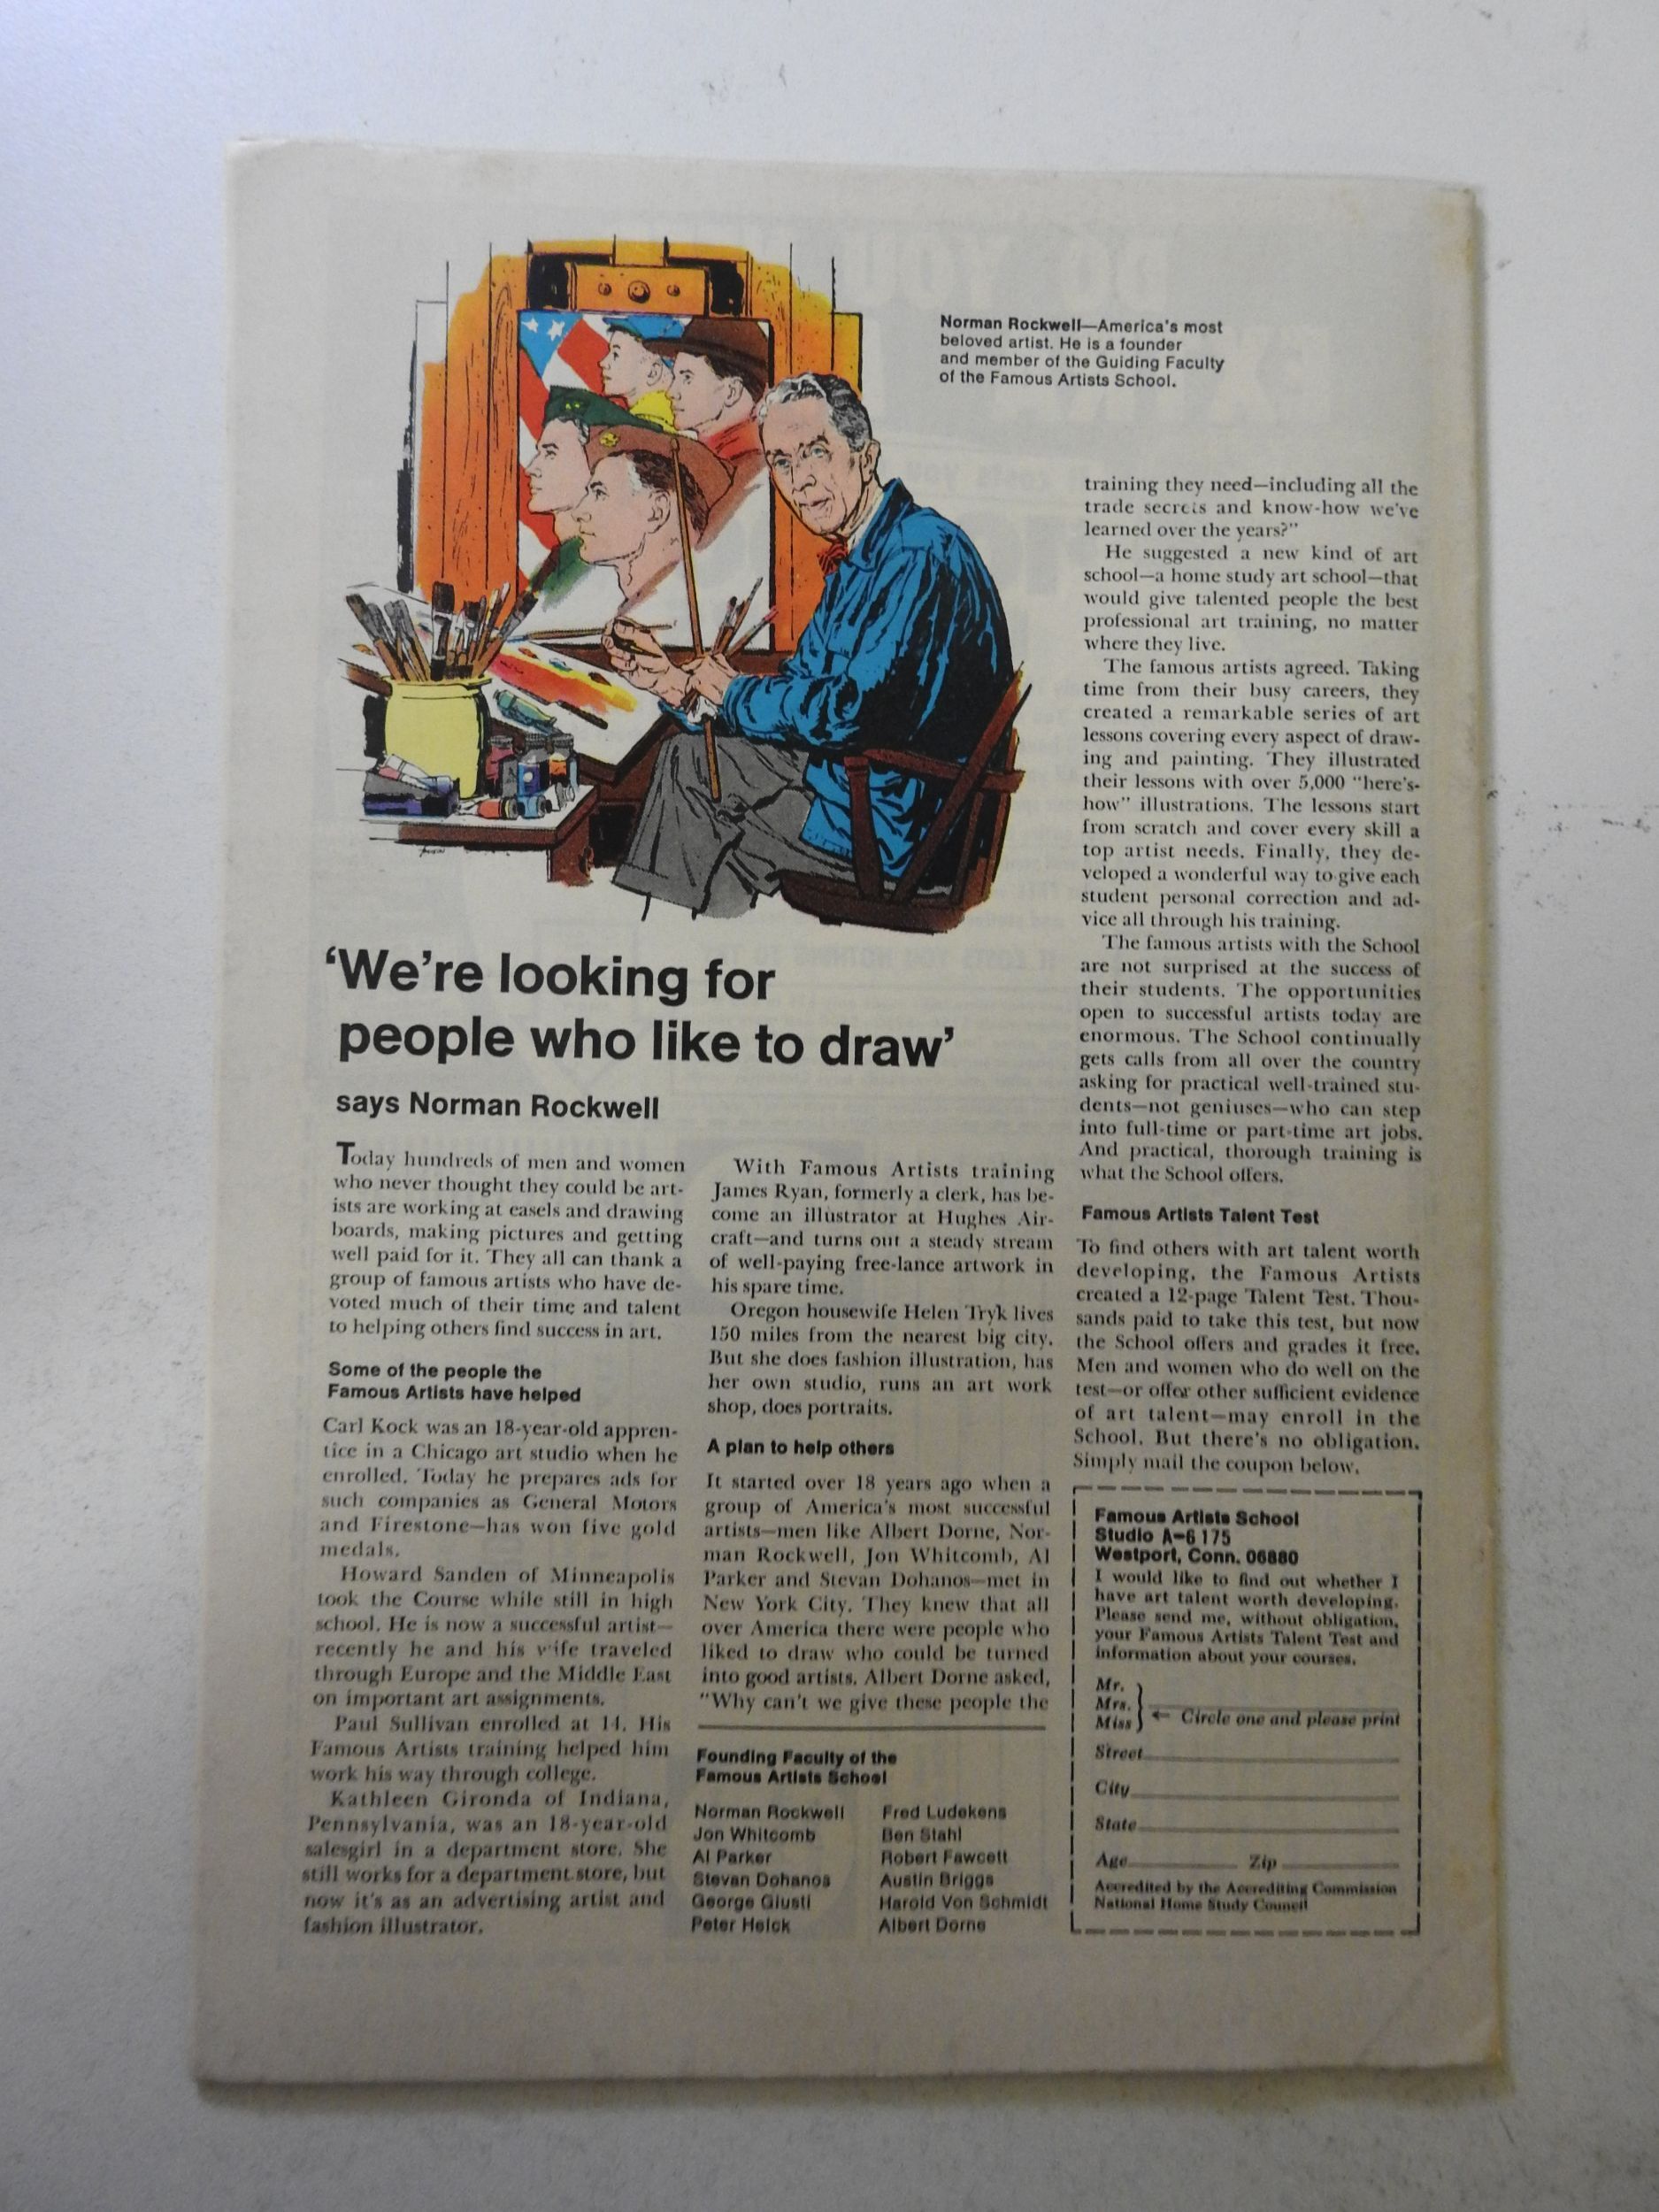 Norman Rockwell—America's most
beloved artist. He is a founder
and member of the Guiding Faculty
of the Famous Artists School.
'We're looking for
people who like to draw'
says Norman Rockwell
Today hundreds of men and women
who never thought they could be art-
ists are working at easels and drawing
boards, making pictures and getting
well paid for it. They all can thank a
group of famous artists who have de-
voted much of their time and talent
to helping others find success in art.
Some of the people the
Famous Artists have helped
Carl Kock was an 18-year-old appren-
tice in a Chicago art studio when he
enrolled. Today he prepares ads for
such companies as General Motors
and Firestone—has won five gold
medals.
Howard Sanden of Minneapolis
took the Course while still in high
school. He is now a successful artist—
recently he and his wife traveled
through Europe and the Middle East
on important art assignments.
Paul Sullivan enrolled at 14. His
Famous Artists training helped him
work his way through college.
Kathleen Gironda of Indiana,
Pennsylvania, was an 18-year-old
salesgirl in a department store. She
still works for a department store, but
now it's as an advertising artist and
fashion illustrator.
With Famous Artists training
James Ryan, formerly a clerk, has be-
come an illustrator at Hughes Air-
craft—and turns out a steady stream
of well-paying free-lance artwork in
his spare time.
Oregon housewife Helen Tryk lives
150 miles from the nearest big city.
But she does fashion illustration, has
her own studio, runs an art work
shop, does portraits.
A plan to help others
It started over 18 years ago when a
group of America's most successful
artists—men like Albert Dorne, Nor-
man Rockwell, Jon Whitcomb, Al
Parker and Stevan Dohanos—met in
New York City. They knew that all
over America there were people who
liked to draw who could be turned
into good artists. Albert Dorne asked,
"Why can't we give these people the
Founding Faculty of the
Famous Artists School
Norman Rockwell
Jon Whitcomb
Al Parker
Stevan Dohanos
George Giusti
Peter Helck
Fred Ludekens
Ben Stahl
Robert Fawcett
Austin Briggs
Harold Von Schmidt
Albert Dorne
training they need—including all the
trade secrets and know-how we've
learned over the years?"
He suggested a new kind of art
school—a home study art school—that
would give talented people the best
professional art training, no matter
where they live.
The famous artists agreed. Taking
time from their busy careers, they
created a remarkable series of art
lessons covering every aspect of draw-
ing and painting. They illustrated
their lessons with over 5,000 "here's-
how" illustrations. The lessons start
from scratch and cover every skill a
top artist needs. Finally, they de-
veloped a wonderful way to give each
student personal correction and ad-
vice all through his training.
The famous artists with the School
are not surprised at the success of
their students. The opportunities
open to successful artists today are
enormous. The School continually
gets calls from all over the country
asking for practical well-trained stu-
dents—not geniuses—who can step
into full-time or part-time art jobs.
And practical, thorough training is
what the School offers.
Famous Artists Talent Test
To find others with art talent worth
developing, the Famous Artists
created a 12-page Talent Test. Thou-
sands paid to take this test, but now
the School offers and grades it free.
Men and women who do well on the
test—or offer other sufficient evidence
of art talent—may enroll in the
School. But there's no obligation.
Simply mail the coupon below.
Famous Artists School
Studio A-6175
Westport, Conn. 06880
I would like to find out whether I
have art talent worth developing.
Please send me, without obligation,
your Famous Artists Talent Test and
information about your courses.
Mr.
Mrs.
Miss
← Circle one and please print
Street
City
State
Age Zip
Accredited by the Accrediting Commission
National Home Study Council